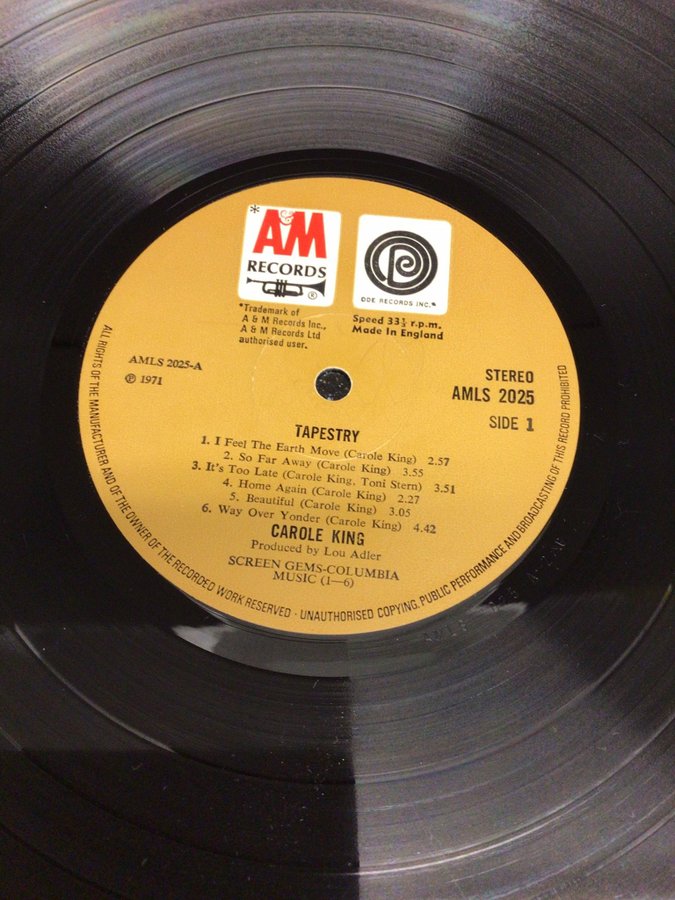 *
A&M
RECORDS
®
*Trademark of
A & M Records Inc.,
A & M Records Ltd
authorised user.
ODE RECORDS INC.*
Speed 33⅓ r.p.m.
Made In England
AMLS 2025-A
℗ 1971
STEREO
AMLS 2025
SIDE 1
TAPESTRY
1. I Feel The Earth Move (Carole King) 2.57
2. So Far Away (Carole King) 3.55
3. It's Too Late (Carole King, Toni Stern) 3.51
4. Home Again (Carole King) 2.27
5. Beautiful (Carole King) 3.05
6. Way Over Yonder (Carole King) 4.42
CAROLE KING
Produced by Lou Adler
SCREEN GEMS-COLUMBIA
MUSIC (1—6)
ALL RIGHTS OF THE MANUFACTURER AND OF THE OWNER OF THE RECORDED WORK RESERVED · UNAUTHORISED COPYING, PUBLIC PERFORMANCE AND BROADCASTING OF THIS RECORD PROHIBITED